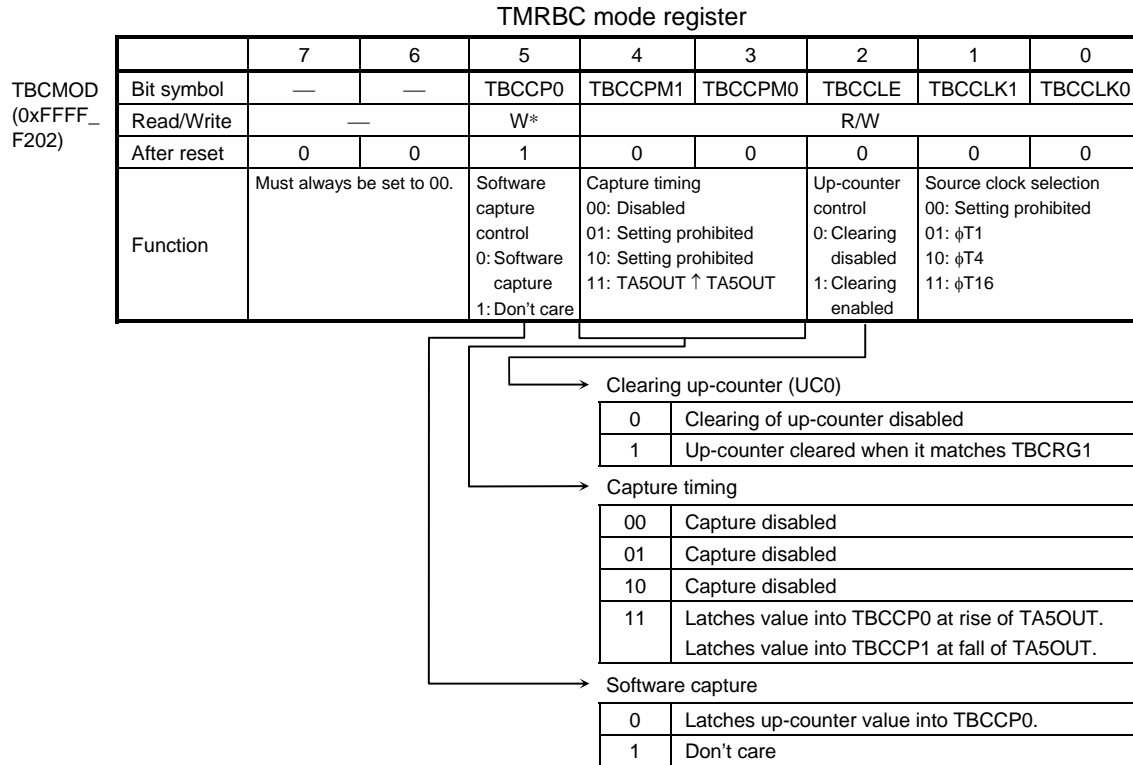 TMRBC mode register
7 6 5 4 3 2 1 0
TBCMOD
(0xFFFF_
F202)
Bit symbol — — TBCCP0 TBCCPM1 TBCCPM0 TBCCLE TBCCLK1 TBCCLK0
Read/Write — W* R/W
After reset 0 0 1 0 0 0 0 0
Function
Must always be set to 00.
Software
capture
control
0: Software
capture
1: Don't care
Capture timing
00: Disabled
01: Setting prohibited
10: Setting prohibited
11: TA5OUT ↑ TA5OUT
Up-counter
control
0: Clearing
disabled
1: Clearing
enabled
Source clock selection
00: Setting prohibited
01: ϕT1
10: ϕT4
11: ϕT16
Clearing up-counter (UC0)
0 Clearing of up-counter disabled
1 Up-counter cleared when it matches TBCRG1
Capture timing
00 Capture disabled
01 Capture disabled
10 Capture disabled
11 Latches value into TBCCP0 at rise of TA5OUT.
Latches value into TBCCP1 at fall of TA5OUT.
Software capture
0 Latches up-counter value into TBCCP0.
1 Don't care